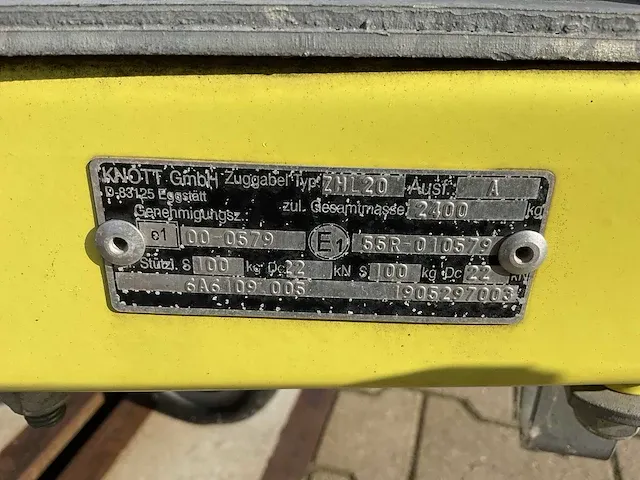 KNOTT GmbH Zuggabel Typ ZHL20 Ausf. A
D-83125 Eggstätt
Genehmigungsz. zul. Gesamtmasse 2400 kg
e1 00 0579 E1 55R-010579
Stützl. S 100 kg Dc 22 kN S 100 kg Dc 22 kN
6A6109.005 1905297003